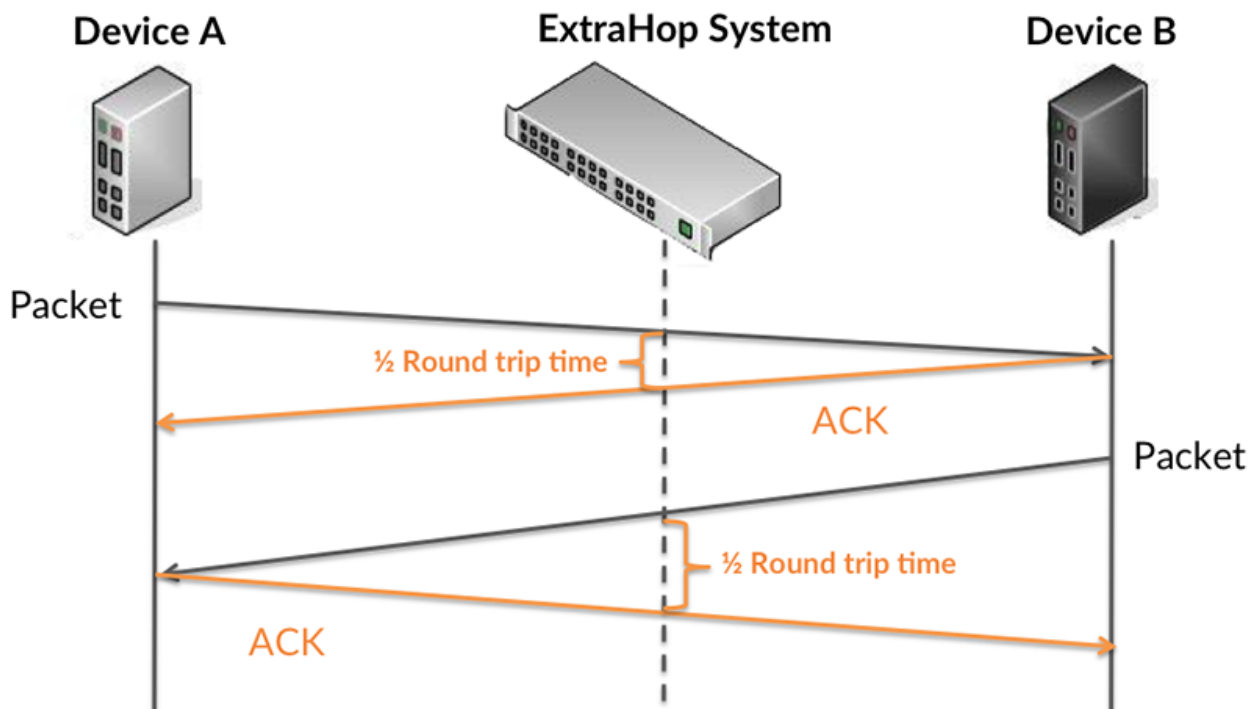 Device A
ExtraHop System
Device B
Packet
½ Round trip time
ACK
Packet
½ Round trip time
ACK